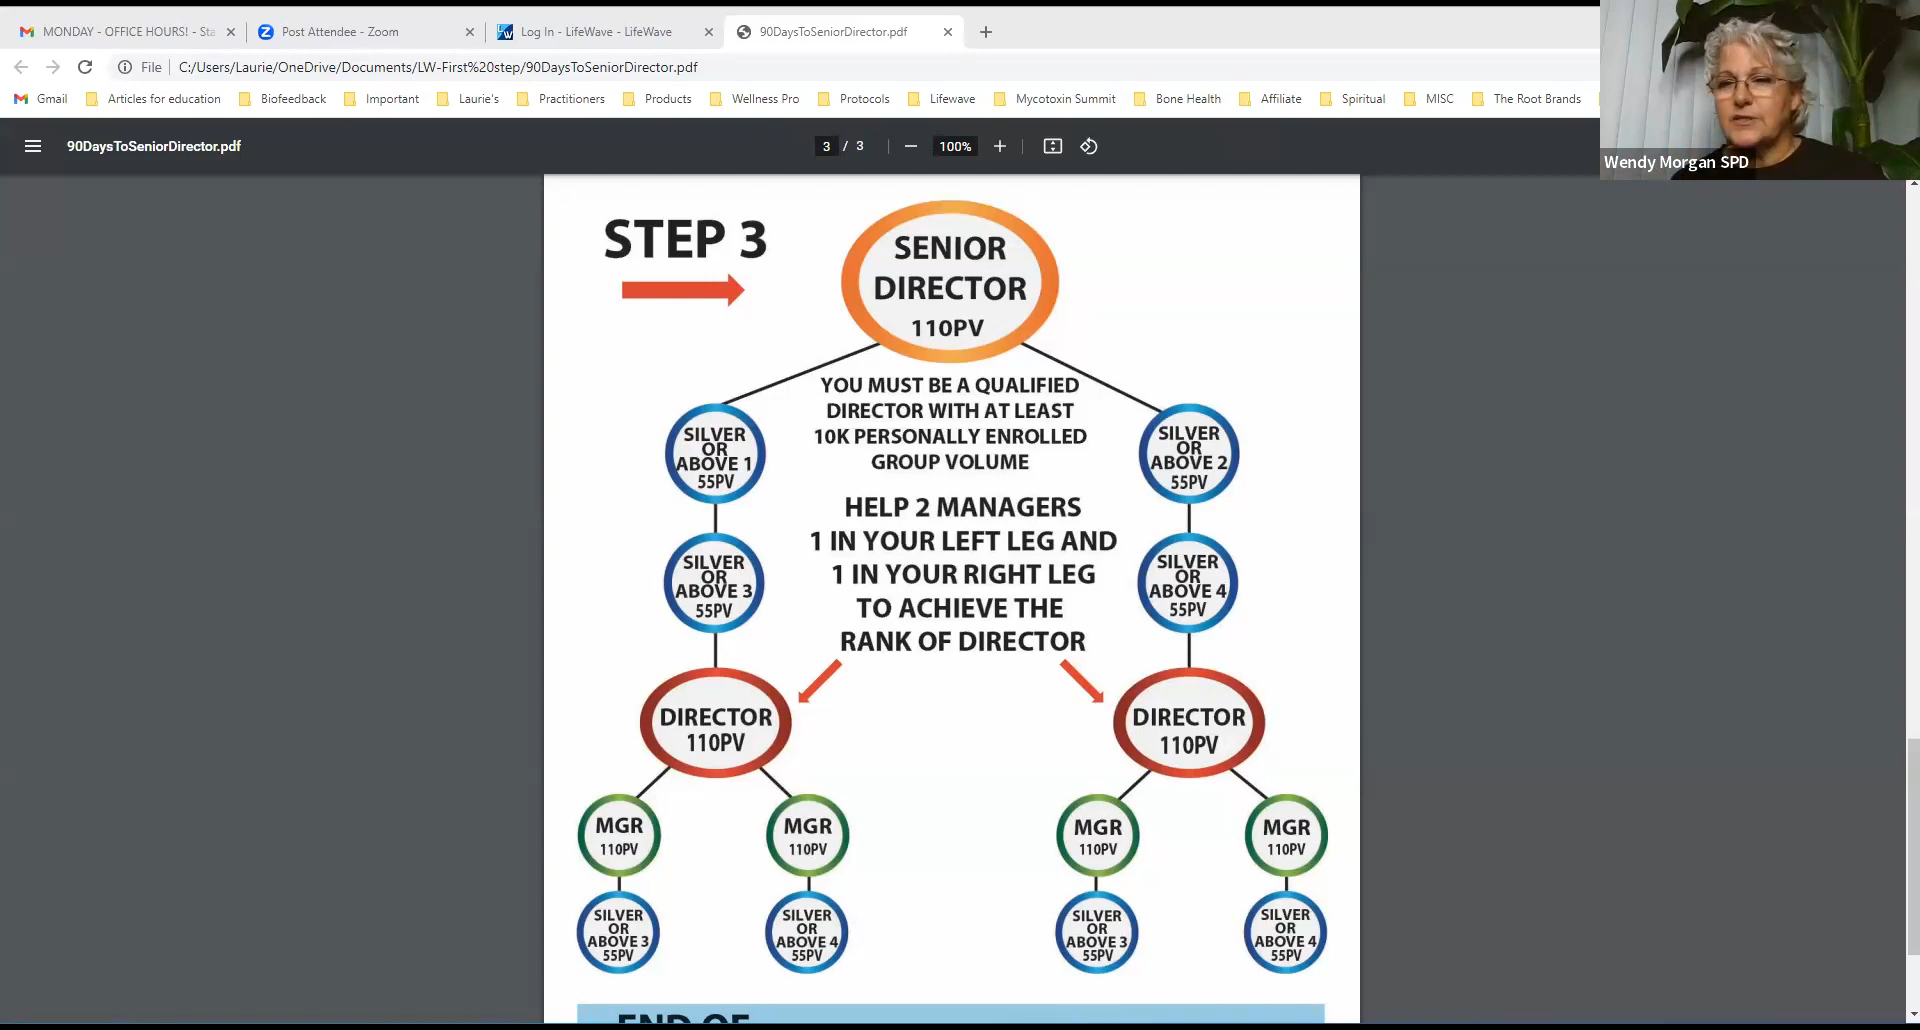 MONDAY - OFFICE HOURS! - Sta
Post Attendee - Zoom
Log In - LifeWave - LifeWave
90DaysToSeniorDirector.pdf
File
C:/Users/Laurie/OneDrive/Documents/LW-First%20step/90DaysToSeniorDirector.pdf
Gmail
Articles for education
Biofeedback
Important
Laurie's
Practitioners
Products
Wellness Pro
Protocols
Lifewave
Mycotoxin Summit
Bone Health
Affiliate
Spiritual
MISC
The Root Brands
Wendy Morgan SPD
90DaysToSeniorDirector.pdf
3 / 3
100%
STEP 3
SENIOR
DIRECTOR
110PV
YOU MUST BE A QUALIFIED
DIRECTOR WITH AT LEAST
10K PERSONALLY ENROLLED
GROUP VOLUME
SILVER
OR
ABOVE 1
55PV
SILVER
OR
ABOVE 2
55PV
HELP 2 MANAGERS
1 IN YOUR LEFT LEG AND
1 IN YOUR RIGHT LEG
TO ACHIEVE THE
RANK OF DIRECTOR
SILVER
OR
ABOVE 3
55PV
SILVER
OR
ABOVE 4
55PV
DIRECTOR
110PV
DIRECTOR
110PV
MGR
110PV
MGR
110PV
MGR
110PV
MGR
110PV
SILVER
OR
ABOVE 3
55PV
SILVER
OR
ABOVE 4
55PV
SILVER
OR
ABOVE 3
55PV
SILVER
OR
ABOVE 4
55PV
END OF